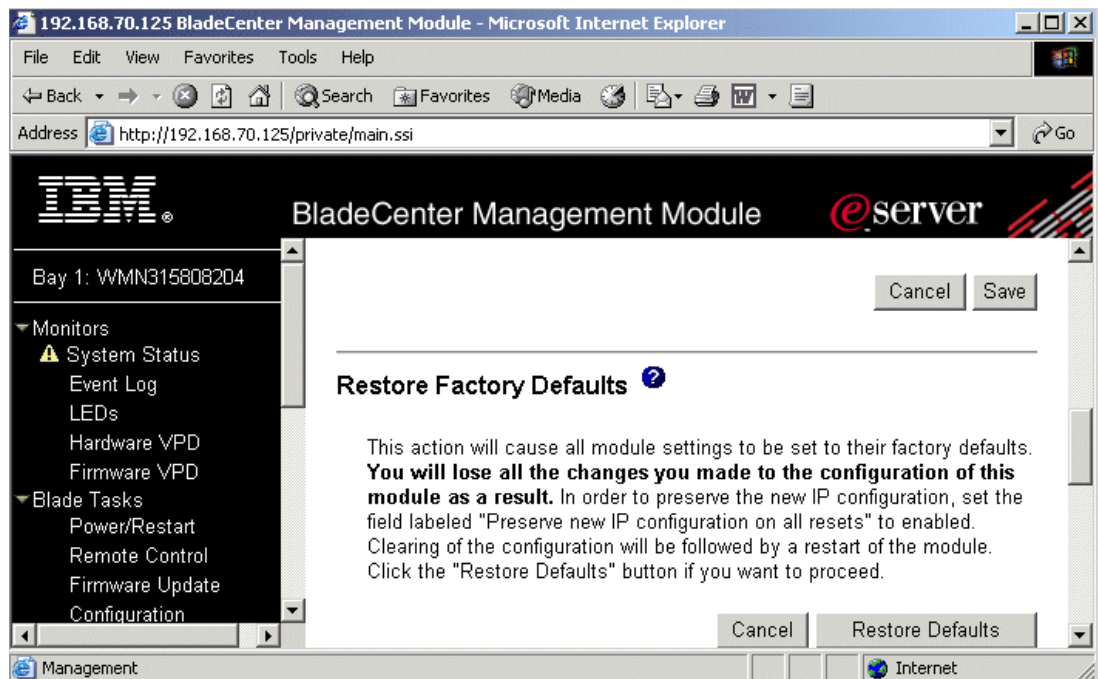 192.168.70.125 BladeCenter Management Module - Microsoft Internet Explorer
File Edit View Favorites Tools Help
Back Search Favorites Media
Address http://192.168.70.125/private/main.ssi Go
IBM® BladeCenter Management Module eserver
Bay 1: WMN315808204
Monitors
System Status
Event Log
LEDs
Hardware VPD
Firmware VPD
Blade Tasks
Power/Restart
Remote Control
Firmware Update
Configuration
Cancel Save
Restore Factory Defaults ?
This action will cause all module settings to be set to their factory defaults.
You will lose all the changes you made to the configuration of this
module as a result. In order to preserve the new IP configuration, set the
field labeled "Preserve new IP configuration on all resets" to enabled.
Clearing of the configuration will be followed by a restart of the module.
Click the "Restore Defaults" button if you want to proceed.
Cancel Restore Defaults
Management Internet